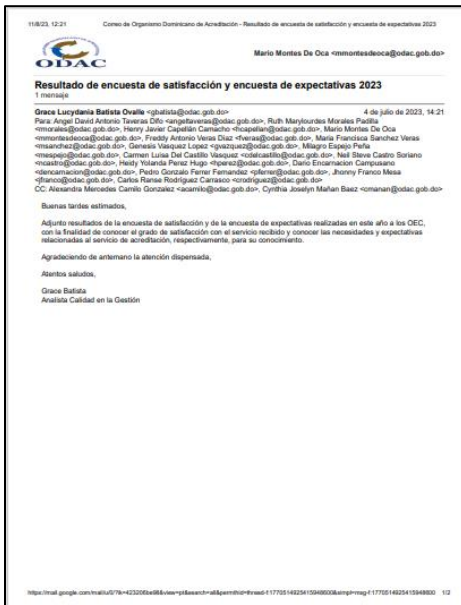 11/8/23, 12:21 Correo de Organismo Dominicano de Acreditación - Resultado de encuesta de satisfacción y encuesta de expectativas 2023
ODAC
Mario Montes De Oca <mmontesdeoca@odac.gob.do>
Resultado de encuesta de satisfacción y encuesta de expectativas 2023
1 mensaje
Grace Lucydania Batista Ovalle <gbatista@odac.gob.do> 4 de julio de 2023, 14:21
Para: Angel David Antonio Taveras Difo <angeltaveras@odac.gob.do>, Ruth Marylourdes Morales Padilla
<rmorales@odac.gob.do>, Henry Javier Capellán Camacho <hcapellan@odac.gob.do>, Mario Montes De Oca
<mmontesdeoca@odac.gob.do>, Freddy Antonio Veras Díaz <fveras@odac.gob.do>, Maria Francisca Sanchez Veras
<msanchez@odac.gob.do>, Genesis Vasquez Lopez <gvazquez@odac.gob.do>, Milagro Espejo Peña
<mespejo@odac.gob.do>, Carmen Luisa Del Castillo Vasquez <cdelcastillo@odac.gob.do>, Neil Steve Castro Soriano
<ncastro@odac.gob.do>, Heidy Yolanda Perez Hugo <hperez@odac.gob.do>, Dario Encarnacion Campusano
<dencarnacion@odac.gob.do>, Pedro Gonzalo Ferrer Fernandez <pferrer@odac.gob.do>, Jhonny Franco Mesa
<jfranco@odac.gob.do>, Carlos Ranse Rodríguez Carrasco <crodriguez@odac.gob.do>
CC: Alexandra Mercedes Camilo Gonzalez <acamilo@odac.gob.do>, Cynthia Joselyn Mañan Baez <cmanan@odac.gob.do>
Buenas tardes estimados,
Adjunto resultados de la encuesta de satisfacción y de la encuesta de expectativas realizadas en este año a los OEC,
con la finalidad de conocer el grado de satisfacción con el servicio recibido y conocer las necesidades y expectativas
relacionadas al servicio de acreditación, respectivamente, para su conocimiento.
Agradeciendo de antemano la atención dispensada,
Atentos saludos,
Grace Batista
Analista Calidad en la Gestión
1/2